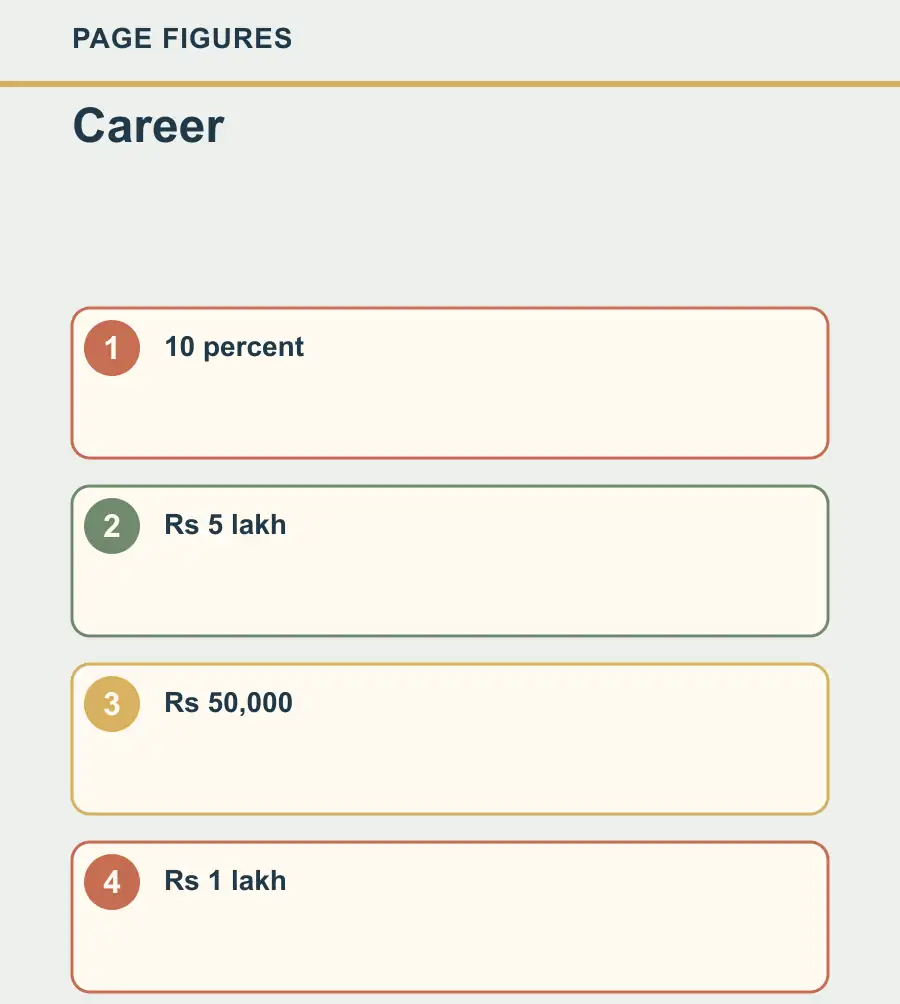 PAGE FIGURES
Career
1 10 percent
2 Rs 5 lakh
3 Rs 50,000
4 Rs 1 lakh